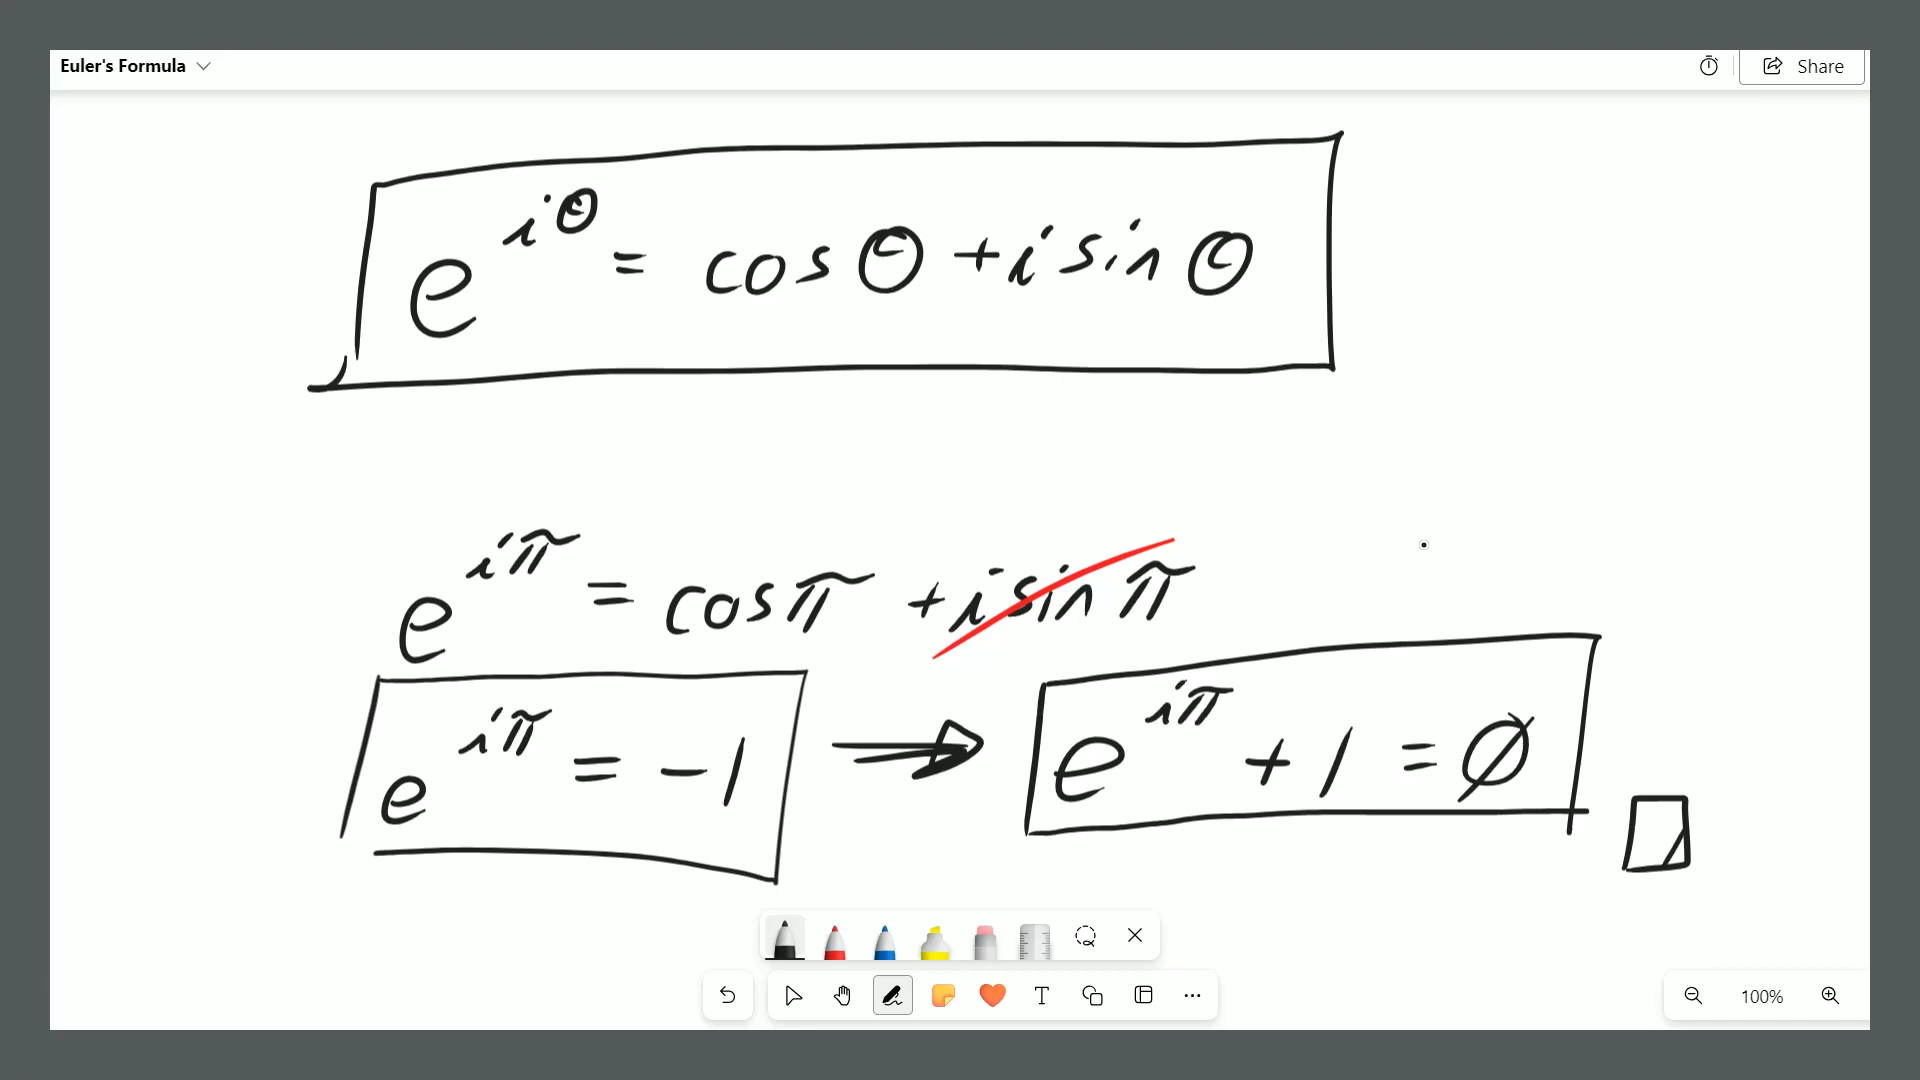 Euler's Formula
Share
e^{iθ} = cos θ + i sin θ
e^{iπ} = cos π + i sin π
e^{iπ} = -1 → e^{iπ} + 1 = 0
T
100%